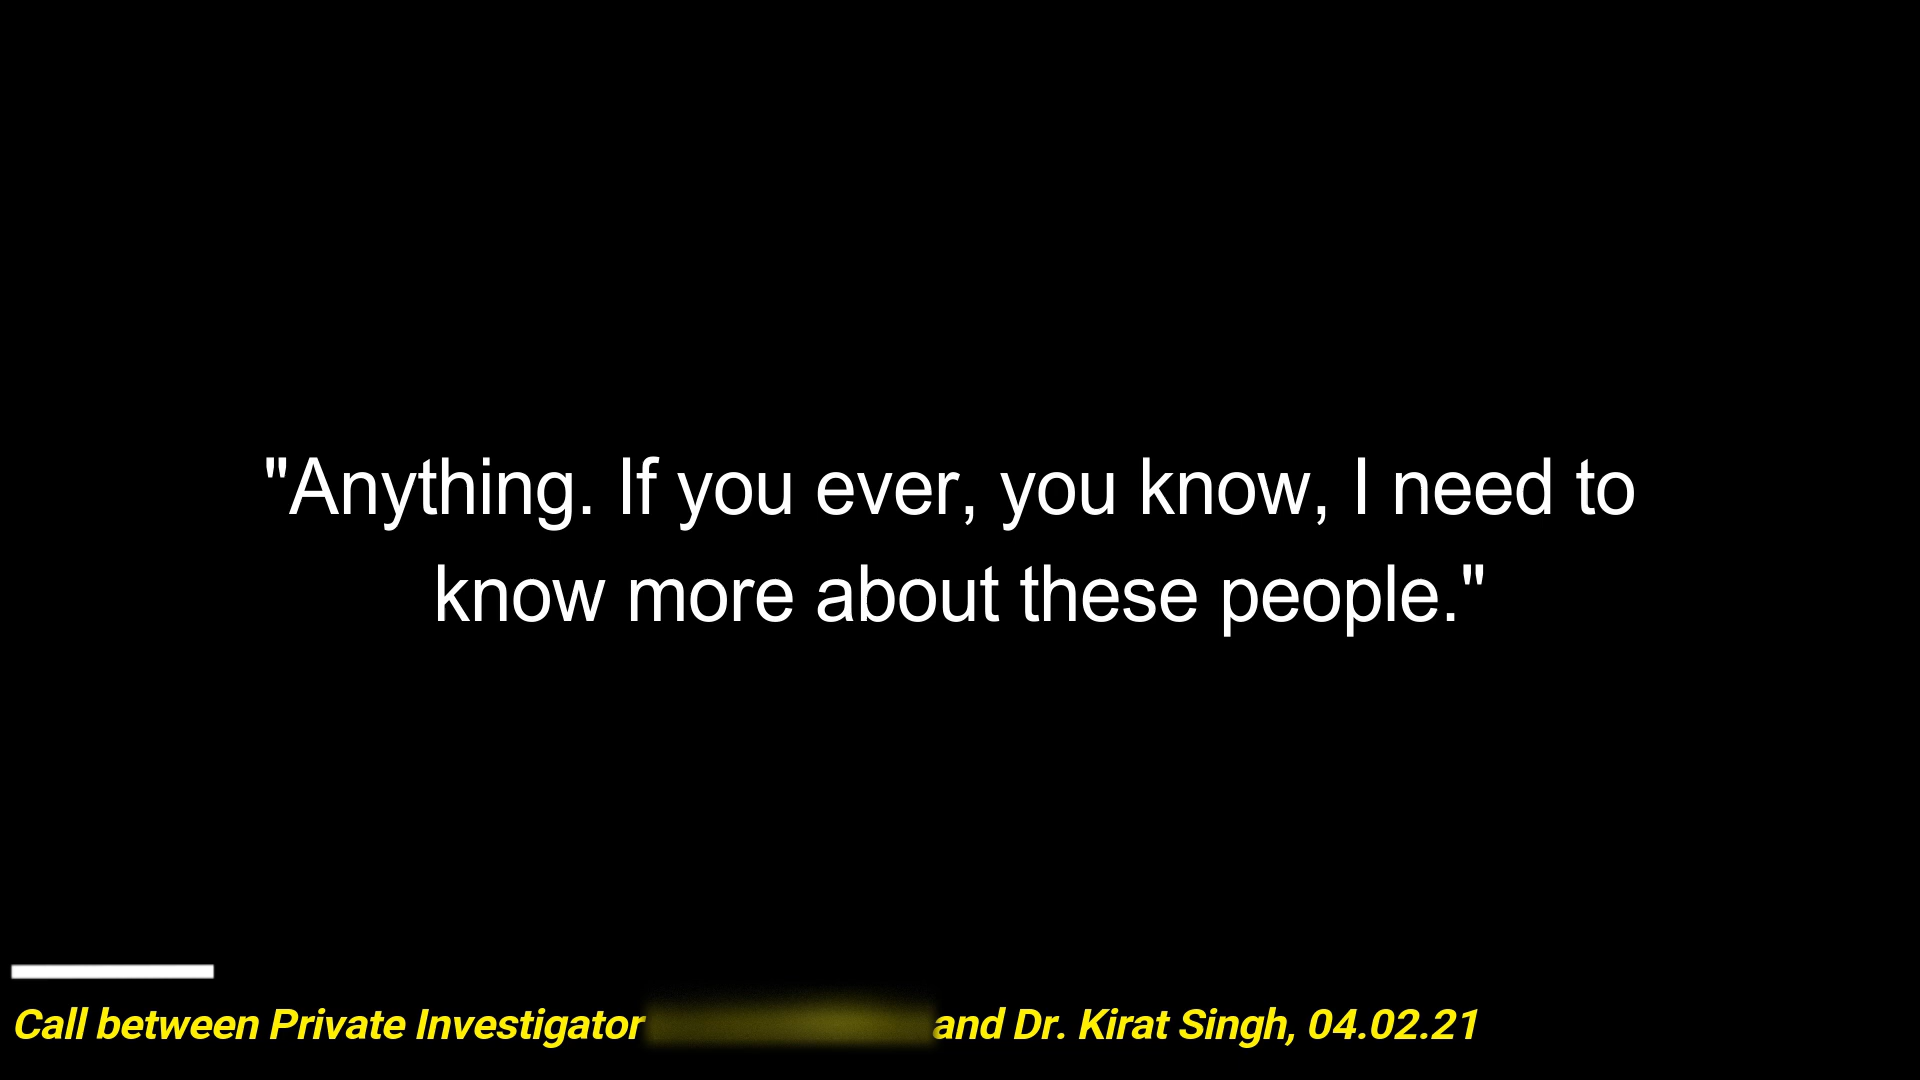 "Anything. If you ever, you know, I need to
know more about these people."
Call between Private Investigator and Dr. Kirat Singh, 04.02.21